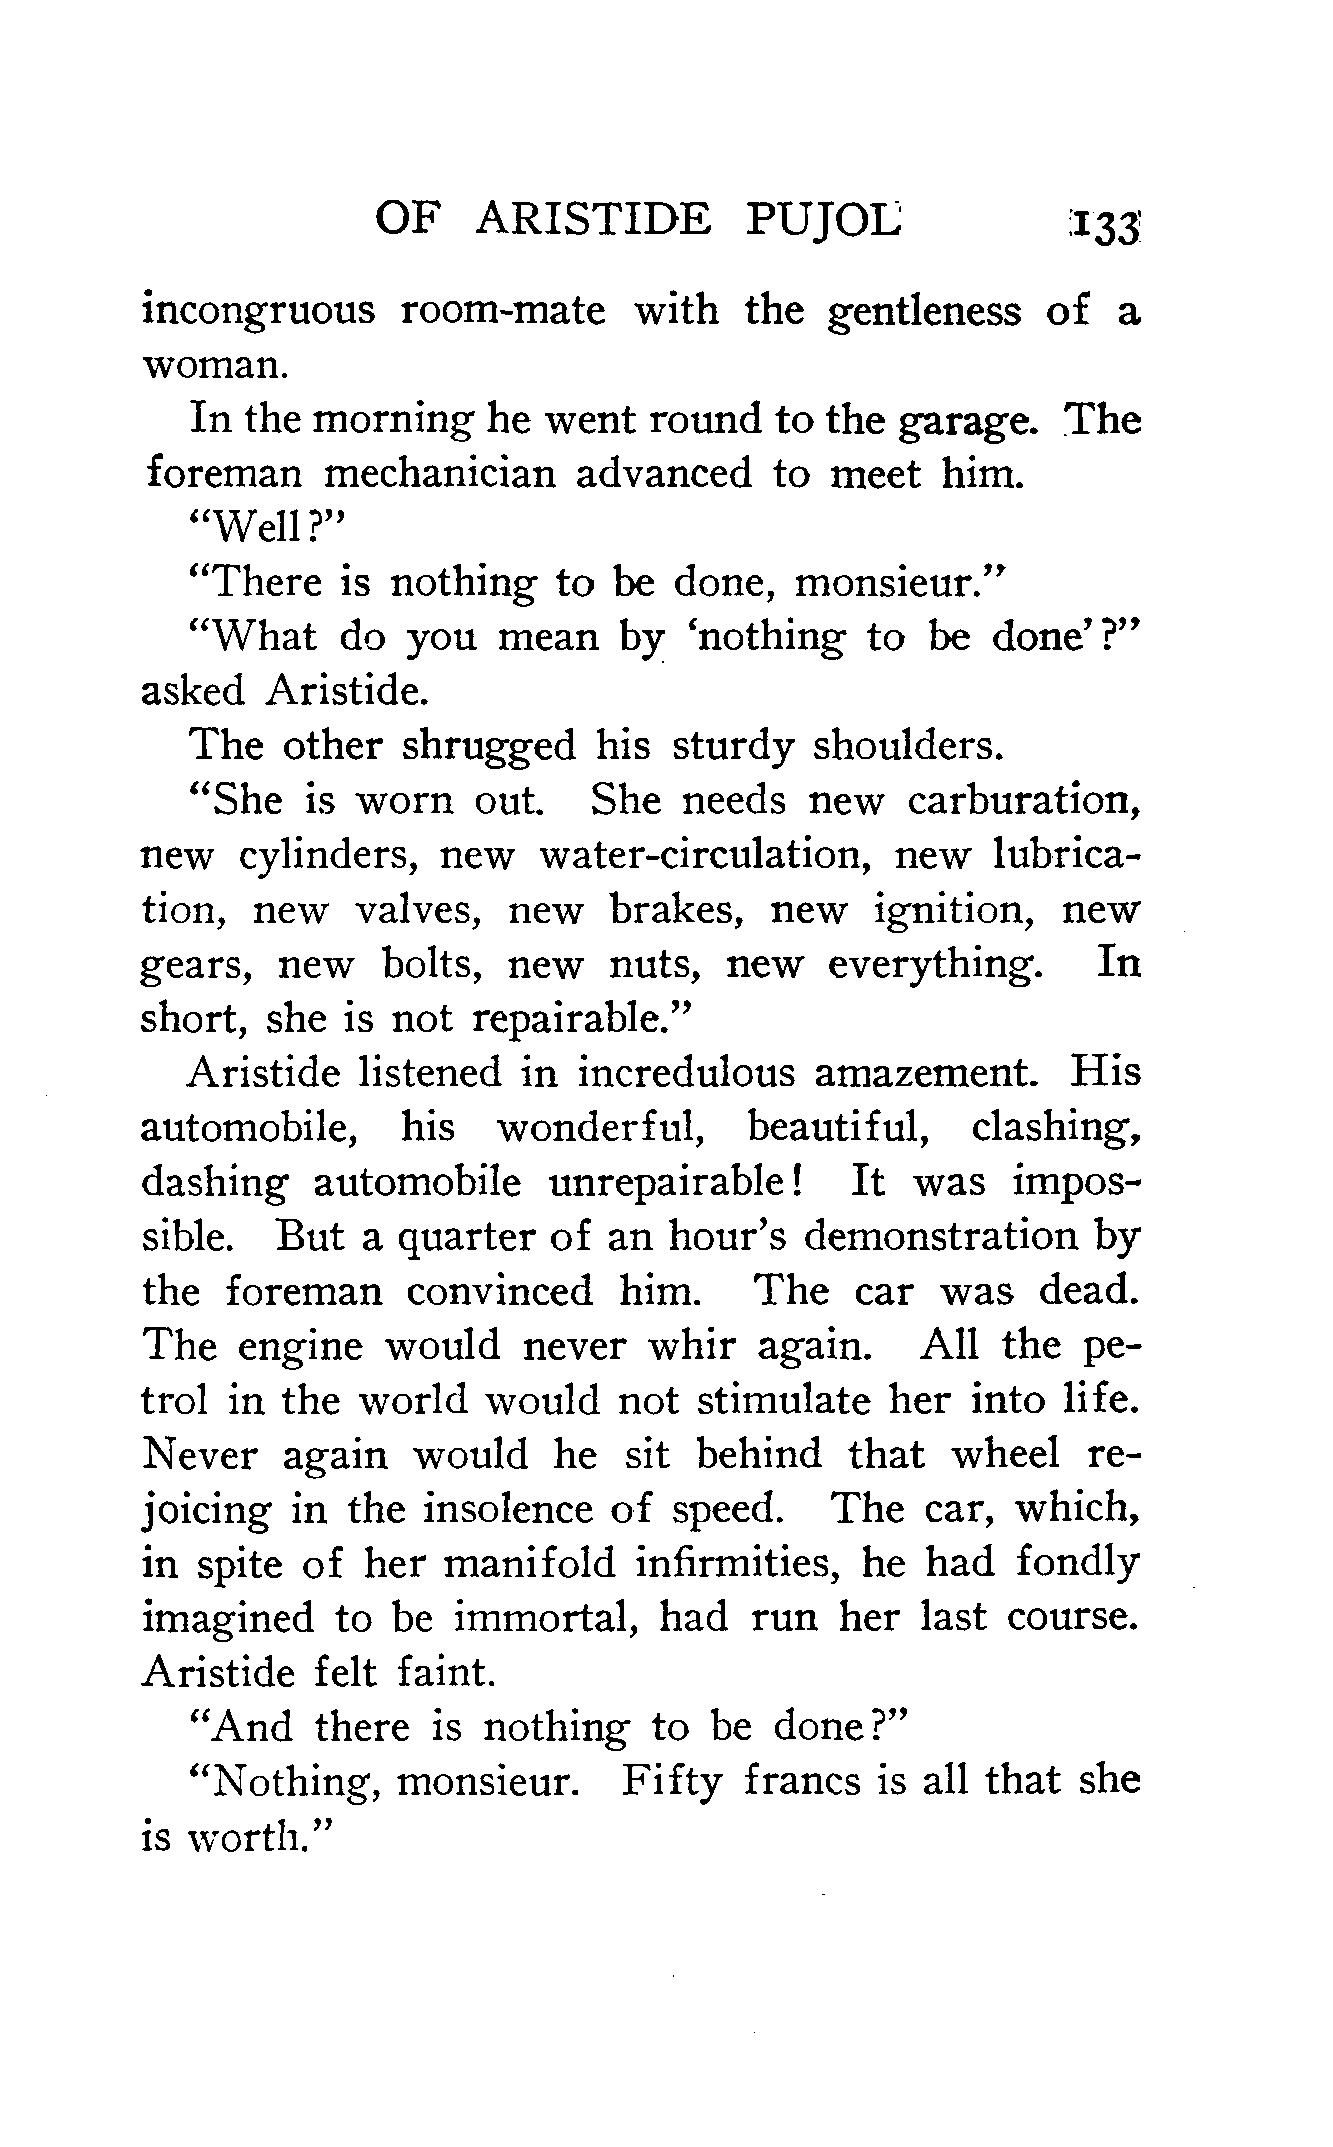 OF ARISTIDE PUJOL 133
incongruous room-mate with the gentleness of a
woman.
In the morning he went round to the garage. The
foreman mechanician advanced to meet him.
“Well?”
“There is nothing to be done, monsieur.”
“What do you mean by ‘nothing to be done’?”
asked Aristide.
The other shrugged his sturdy shoulders.
“She is worn out. She needs new carburation,
new cylinders, new water-circulation, new lubrica-
tion, new valves, new brakes, new ignition, new
gears, new bolts, new nuts, new everything. In
short, she is not repairable.”
Aristide listened in incredulous amazement. His
automobile, his wonderful, beautiful, clashing,
dashing automobile unrepairable! It was impos-
sible. But a quarter of an hour’s demonstration by
the foreman convinced him. The car was dead.
The engine would never whir again. All the pe-
trol in the world would not stimulate her into life.
Never again would he sit behind that wheel re-
joicing in the insolence of speed. The car, which,
in spite of her manifold infirmities, he had fondly
imagined to be immortal, had run her last course.
Aristide felt faint.
“And there is nothing to be done?”
“Nothing, monsieur. Fifty francs is all that she
is worth.”